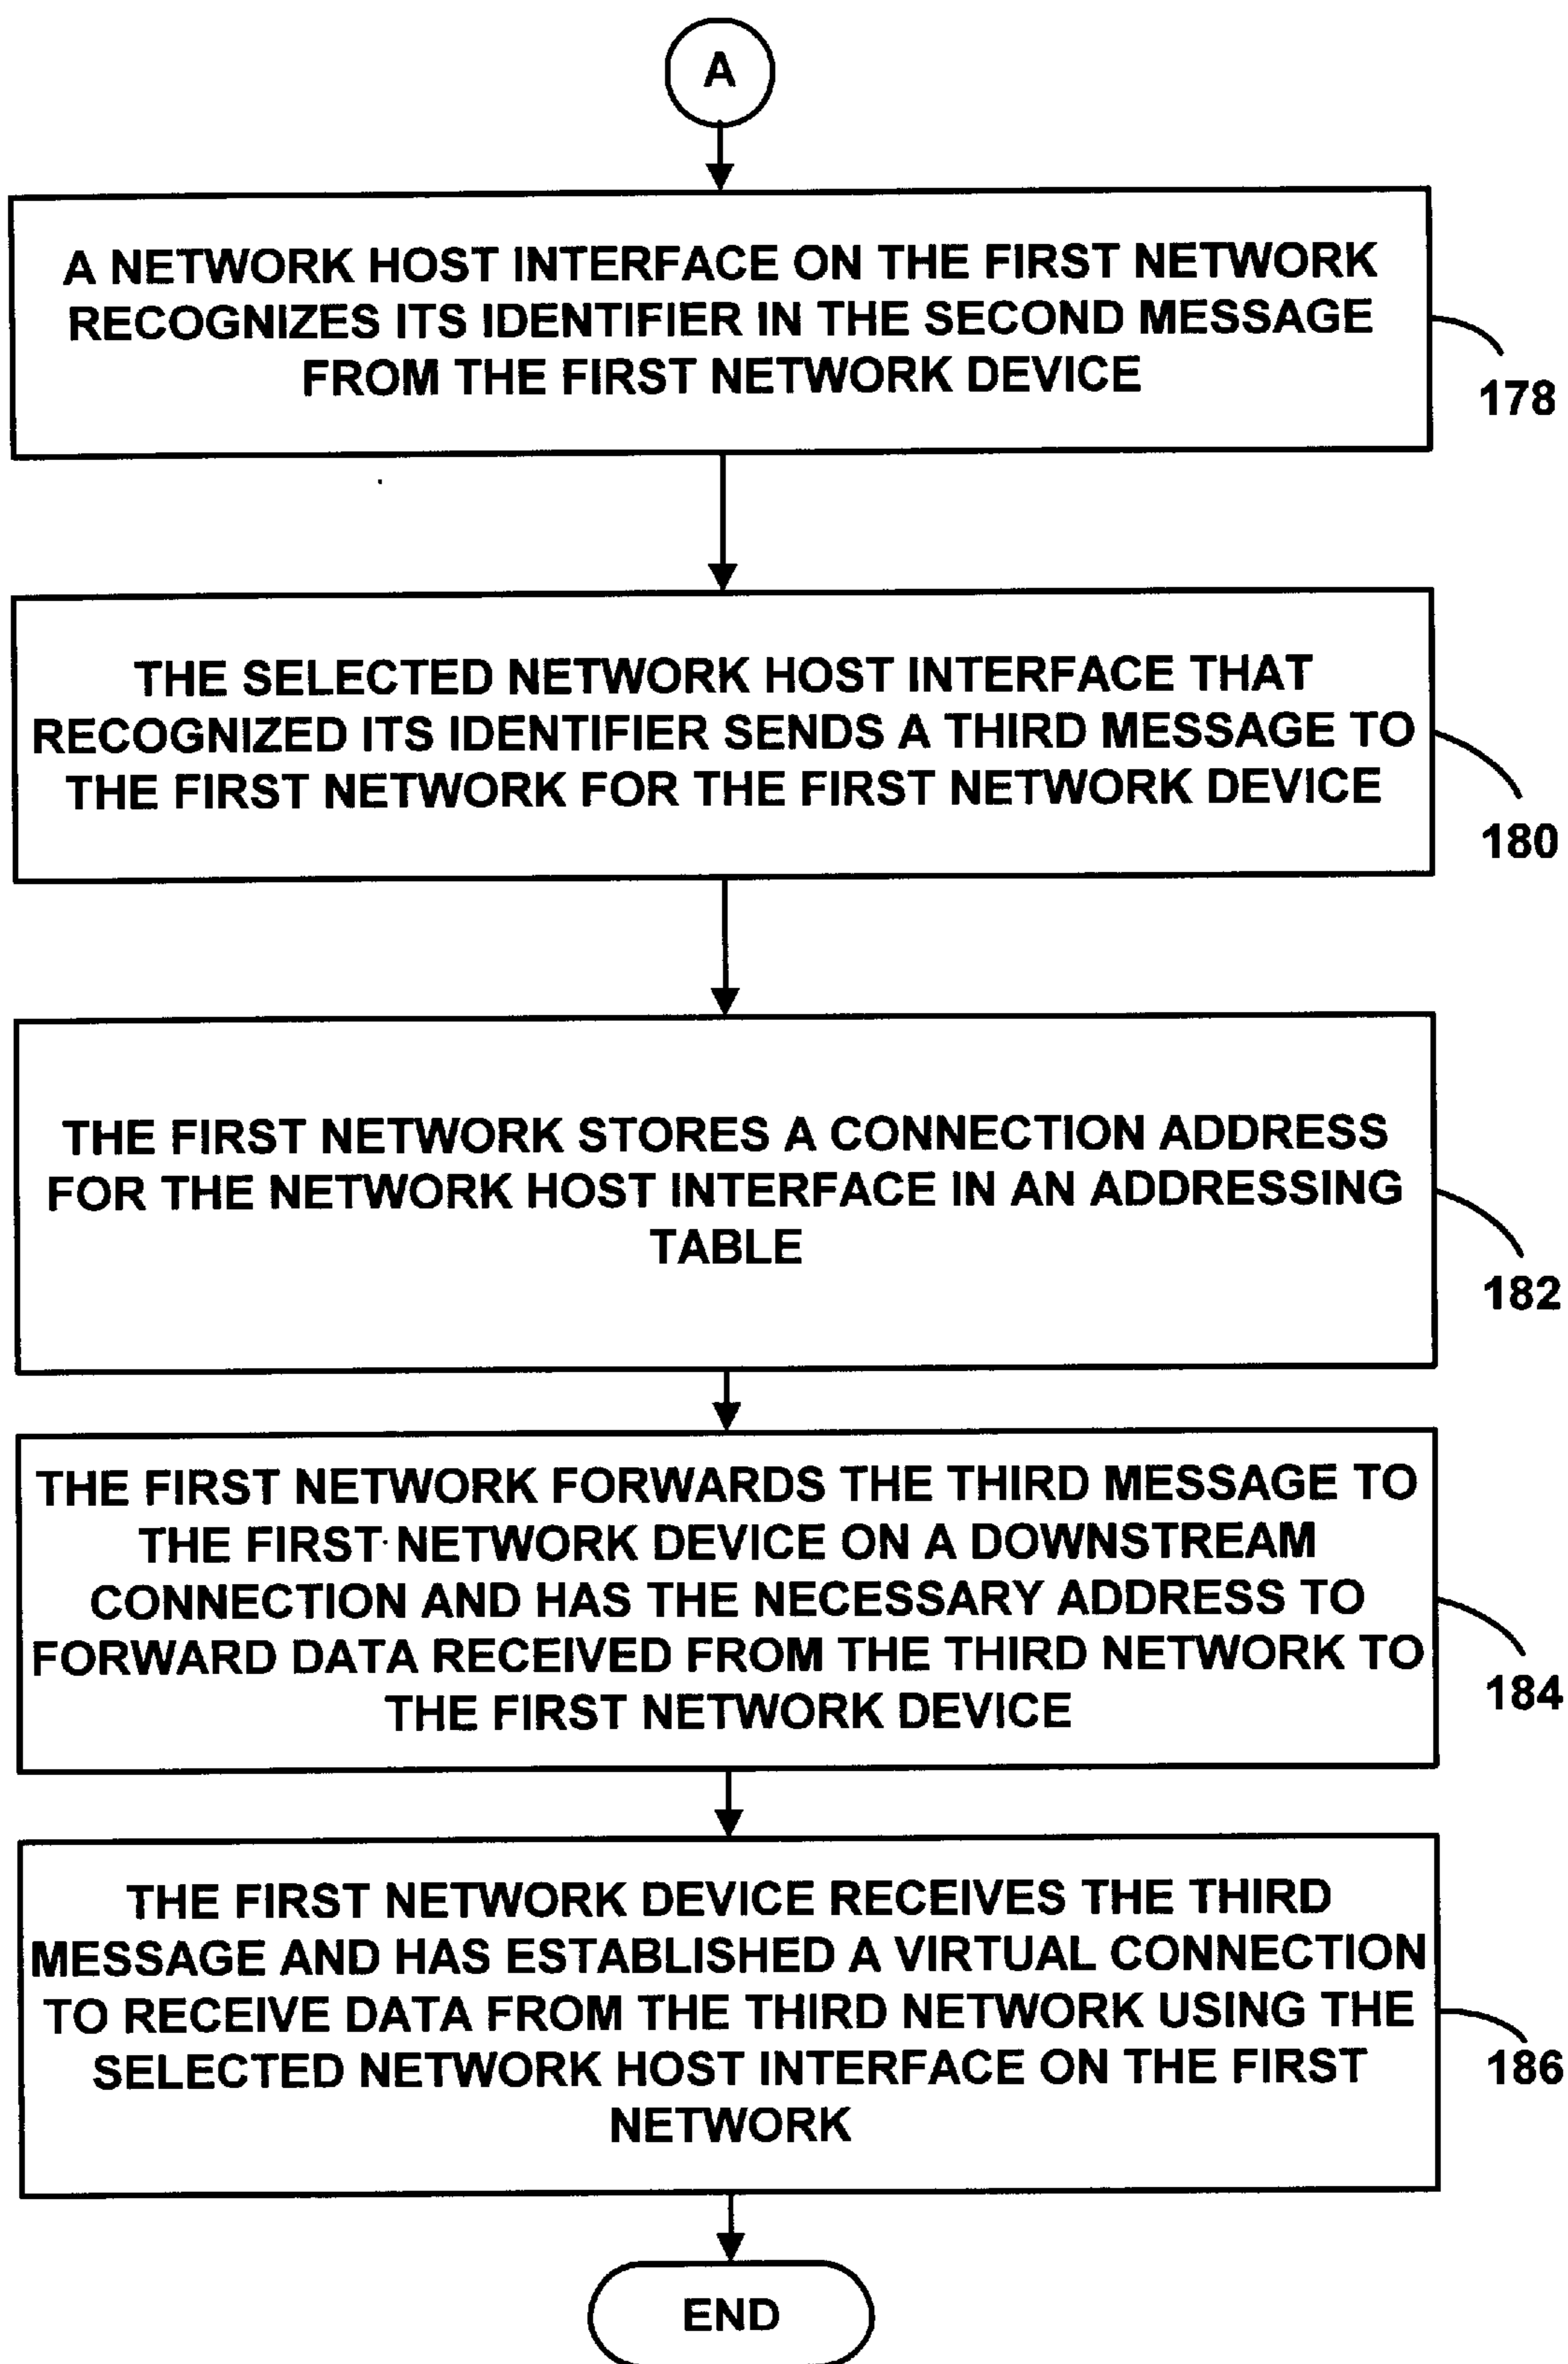 A
A NETWORK HOST INTERFACE ON THE FIRST NETWORK
RECOGNIZES ITS IDENTIFIER IN THE SECOND MESSAGE
FROM THE FIRST NETWORK DEVICE
178
THE SELECTED NETWORK HOST INTERFACE THAT
RECOGNIZED ITS IDENTIFIER SENDS A THIRD MESSAGE TO
THE FIRST NETWORK FOR THE FIRST NETWORK DEVICE
180
THE FIRST NETWORK STORES A CONNECTION ADDRESS
FOR THE NETWORK HOST INTERFACE IN AN ADDRESSING
TABLE
182
THE FIRST NETWORK FORWARDS THE THIRD MESSAGE TO
THE FIRST NETWORK DEVICE ON A DOWNSTREAM
CONNECTION AND HAS THE NECESSARY ADDRESS TO
FORWARD DATA RECEIVED FROM THE THIRD NETWORK TO
THE FIRST NETWORK DEVICE
184
THE FIRST NETWORK DEVICE RECEIVES THE THIRD
MESSAGE AND HAS ESTABLISHED A VIRTUAL CONNECTION
TO RECEIVE DATA FROM THE THIRD NETWORK USING THE
SELECTED NETWORK HOST INTERFACE ON THE FIRST
NETWORK
186
END